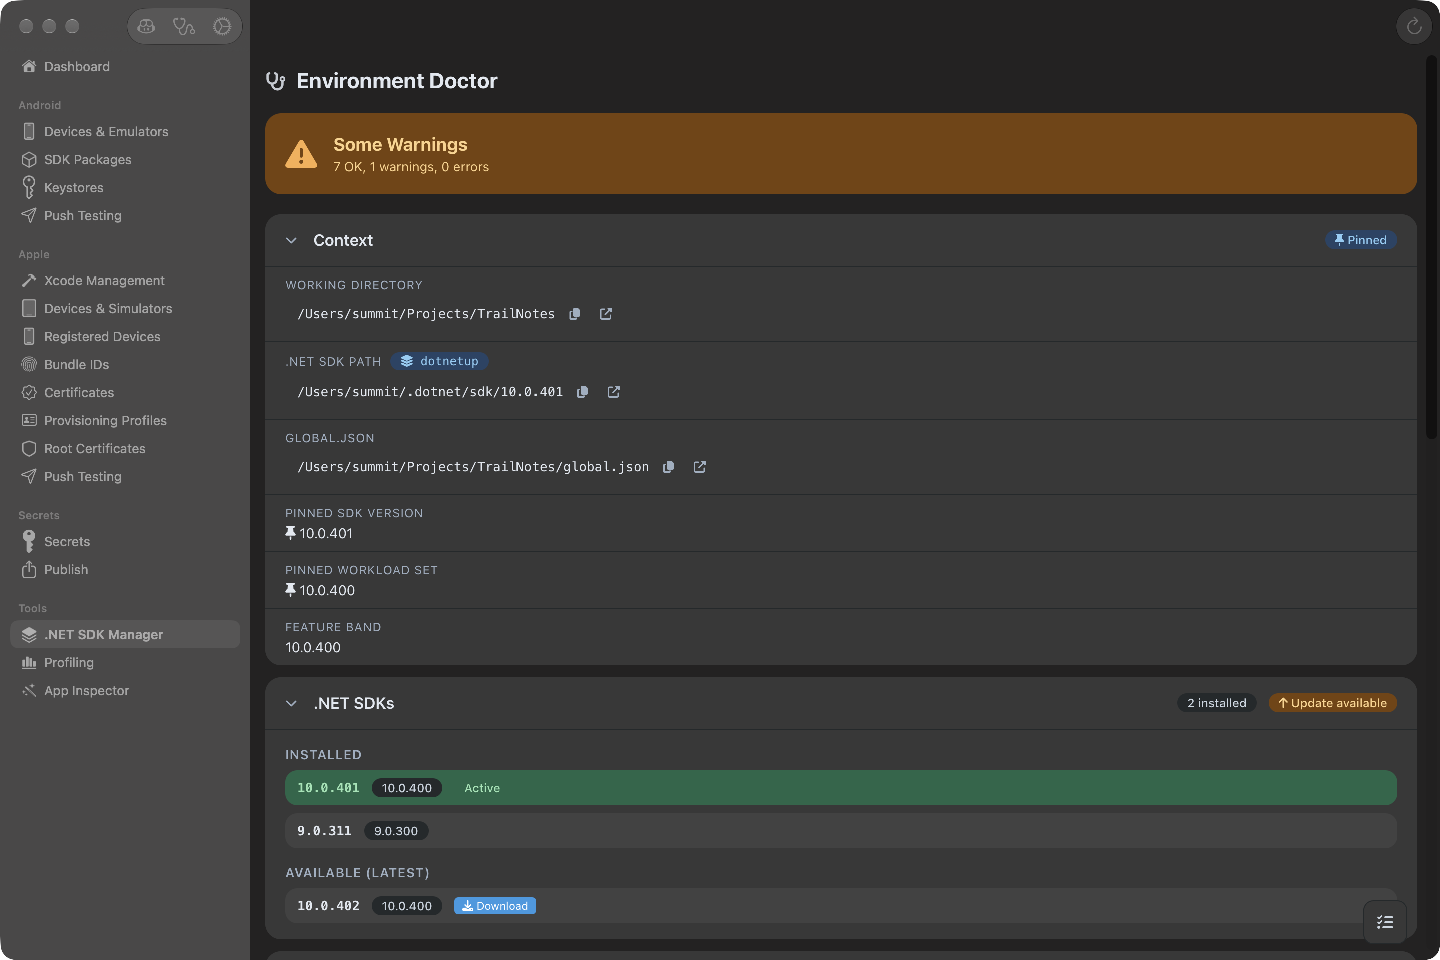 Dashboard
Android
Devices & Emulators
SDK Packages
Keystores
Push Testing
Apple
Xcode Management
Devices & Simulators
Registered Devices
Bundle IDs
Certificates
Provisioning Profiles
Root Certificates
Push Testing
Secrets
Secrets
Publish
Tools
.NET SDK Manager
Profiling
App Inspector
Environment Doctor
Some Warnings
7 OK, 1 warnings, 0 errors
Context
Pinned
WORKING DIRECTORY
/Users/summit/Projects/TrailNotes
.NET SDK PATH dotnetup
/Users/summit/.dotnet/sdk/10.0.401
GLOBAL.JSON
/Users/summit/Projects/TrailNotes/global.json
PINNED SDK VERSION
10.0.401
PINNED WORKLOAD SET
10.0.400
FEATURE BAND
10.0.400
.NET SDKs
2 installed
Update available
INSTALLED
10.0.401 10.0.400 Active
9.0.311 9.0.300
AVAILABLE (LATEST)
10.0.402 10.0.400 Download